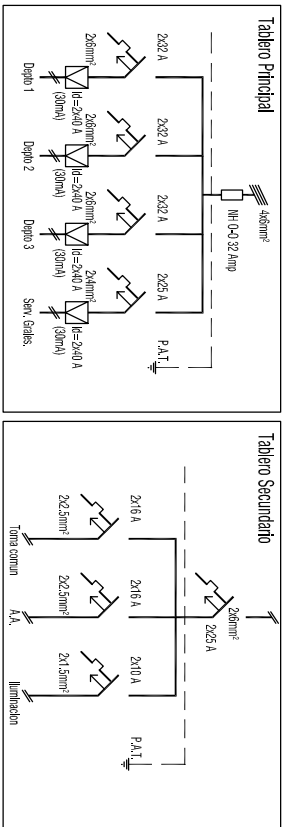 Tablero Principal
4x6mm²
NH 0-0 32 Amp
P.A.T.
2x32 A
2x32 A
2x32 A
2x25 A
2x6mm²
2x6mm²
2x6mm²
2x4mm²
Id=2x40 A
(30mA)
Id=2x40 A
(30mA)
Id=2x40 A
(30mA)
Id=2x40 A
(30mA)
Depto 1
Depto 2
Depto 3
Serv. Grales.
Tablero Secundario
2x6mm²
2x25 A
P.A.T.
2x16 A
2x16 A
2x10 A
2x2.5mm²
2x2.5mm²
2x1.5mm²
Toma comun
A.A.
Iluminacion